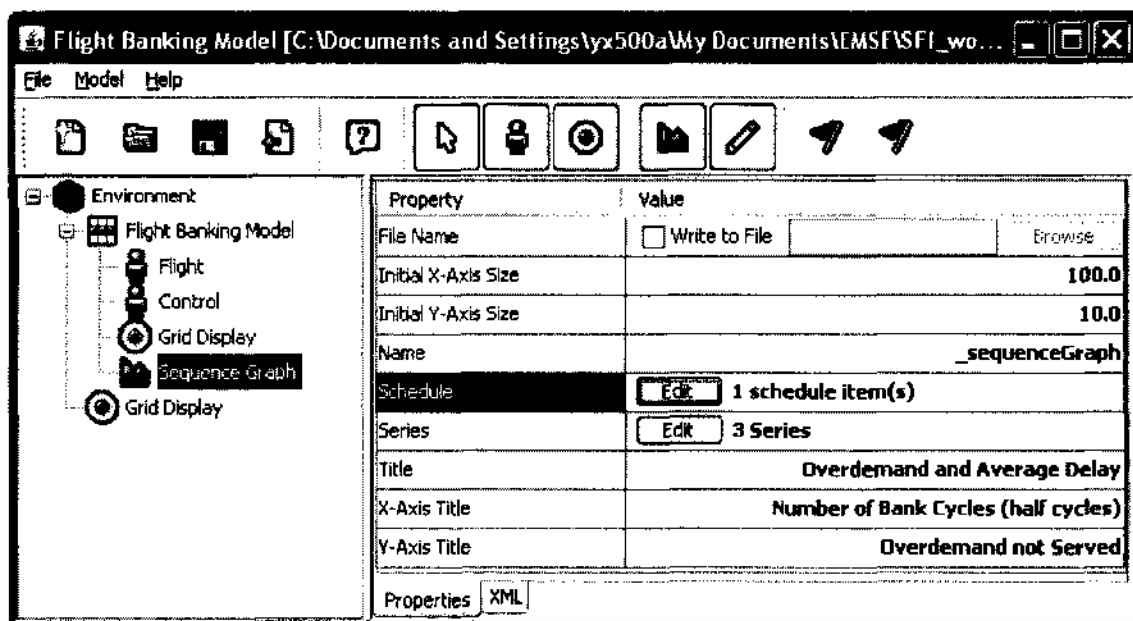 Flight Banking Model [C:\Documents and Settings\yx500a\My Documents\EMSE\SFI_wo...
File Model Help
Environment
Flight Banking Model
Flight
Control
Grid Display
Sequence Graph
Grid Display
Property Value
File Name Write to File Browse
Initial X-Axis Size 100.0
Initial Y-Axis Size 10.0
Name _sequenceGraph
Schedule Edit 1 schedule item(s)
Series Edit 3 Series
Title Overdemand and Average Delay
X-Axis Title Number of Bank Cycles (half cycles)
Y-Axis Title Overdemand not Served
Properties XML